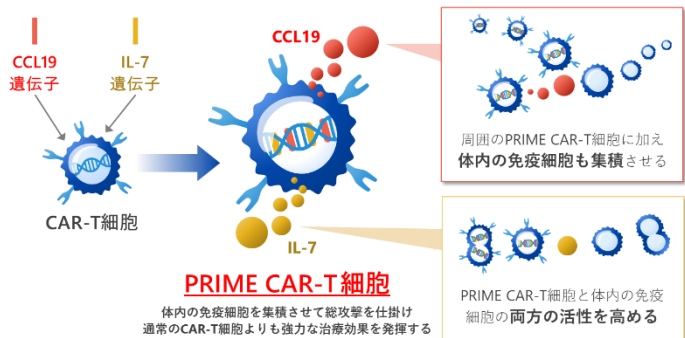 CCL19
遺伝子
IL-7
遺伝子
CAR-T細胞
CCL19
IL-7
PRIME CAR-T細胞
体内の免疫細胞を集積させて総攻撃を仕掛け
通常のCAR-T細胞よりも強力な治療効果を発揮する
周囲のPRIME CAR-T細胞に加え
体内の免疫細胞も集積させる
PRIME CAR-T細胞と体内の免疫
細胞の両方の活性を高める